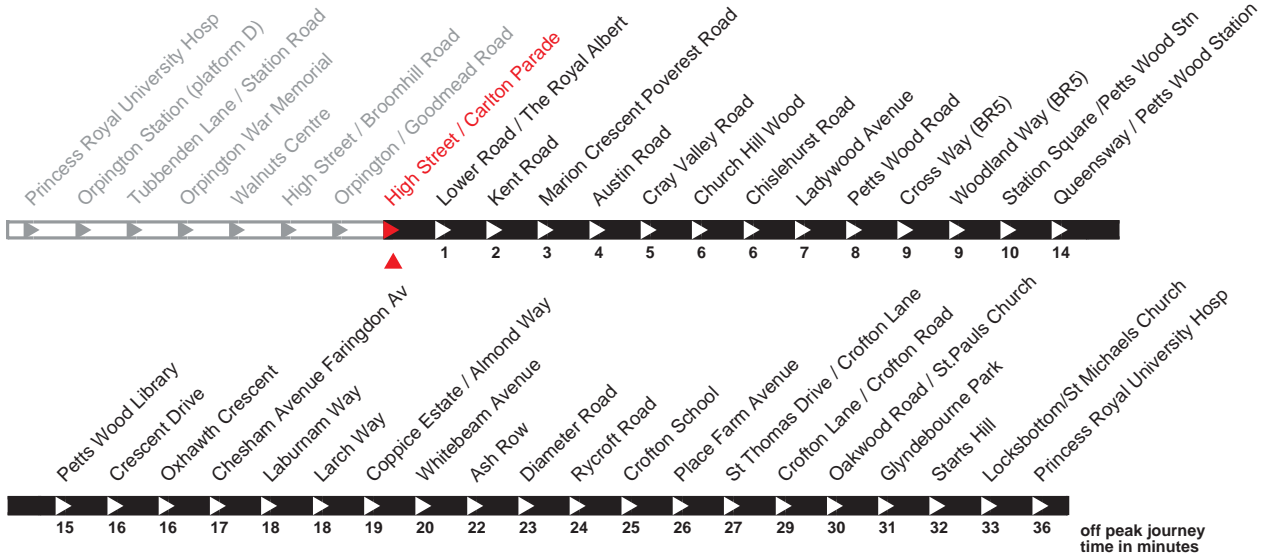 Princess Royal University Hosp
Orpington Station (platform D)
Tubbenden Lane / Station Road
Orpington War Memorial
Walnuts Centre
High Street / Broomhill Road
Orpington / Goodmead Road
High Street / Carlton Parade
Lower Road / The Royal Albert
Kent Road
Marion Crescent Poverest Road
Austin Road
Cray Valley Road
Church Hill Wood
Chislehurst Road
Ladywood Avenue
Petts Wood Road
Cross Way (BR5)
Woodland Way (BR5)
Station Square /Petts Wood Stn
Queensway / Petts Wood Station
1 2 3 4 5 6 6 7 8 9 9 10 14
Petts Wood Library
Crescent Drive
Oxhawth Crescent
Chesham Avenue Faringdon Av
Laburnam Way
Larch Way
Coppice Estate / Almond Way
Whitebeam Avenue
Ash Row
Diameter Road
Rycroft Road
Crofton School
Place Farm Avenue
St Thomas Drive / Crofton Lane
Crofton Lane / Crofton Road
Oakwood Road / St.Pauls Church
Glyndebourne Park
Starts Hill
Locksbottom/St Michaels Church
Princess Royal University Hosp
15 16 16 17 18 18 19 20 22 23 24 25 26 27 29 30 31 32 33 36
off peak journey
time in minutes